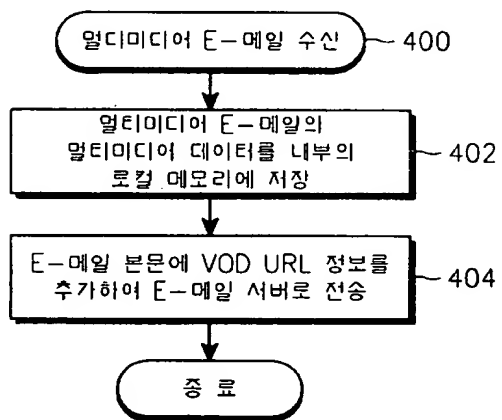 멀디미디어 E-메일 수신 400
멀티미디어 E-메일의
멀티미디어 데이터를 내부의
로컬 메모리에 저장
402
E-메일 본문에 VOD URL 정보를
추가하여 E-메일 서버로 전송
404
종 료